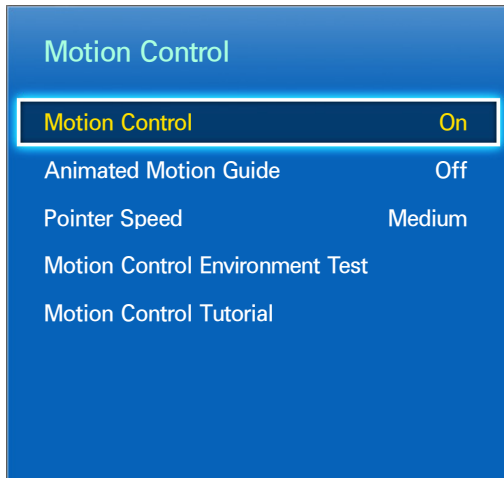 Motion Control
Motion Control On
Animated Motion Guide Off
Pointer Speed Medium
Motion Control Environment Test
Motion Control Tutorial